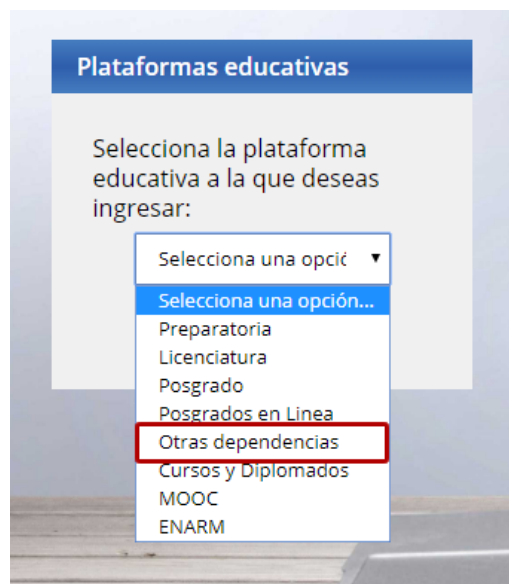 Plataformas educativas
Selecciona la plataforma
educativa a la que deseas
ingresar:
Selecciona una opció
Selecciona una opción...
Preparatoria
Licenciatura
Posgrado
Posgrados en Linea
Otras dependencias
Cursos y Diplomados
MOOC
ENARM